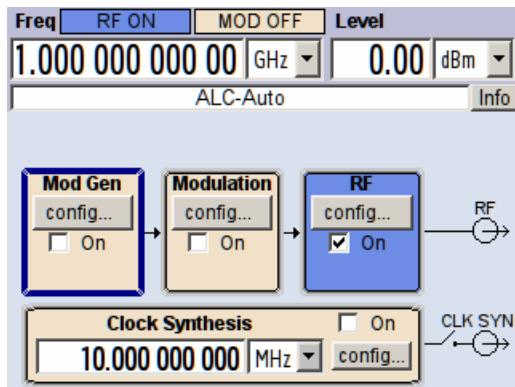 Freq RF ON MOD OFF Level
1.000 000 000 00 GHz 0.00 dBm
ALC-Auto Info
Mod Gen Modulation RF
config... config... config... RF
On On On
Clock Synthesis On CLK SYN
10.000 000 000 MHz config...